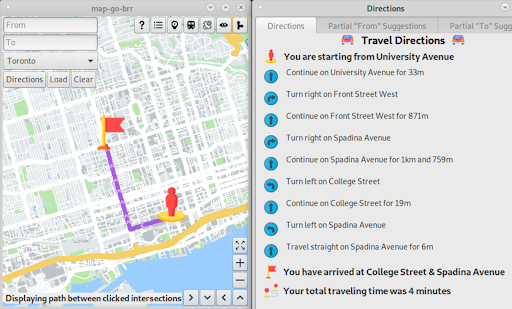 map-go-brr
From
To
Toronto
Directions Load Clear
?
Displaying path between clicked intersections
Directions
Directions Partial "From" Suggestions Partial "To" Sugg
Travel Directions
You are starting from University Avenue
Continue on University Avenue for 33m
Turn right on Front Street West
Continue on Front Street West for 871m
Turn right on Spadina Avenue
Continue on Spadina Avenue for 1km and 759m
Turn left on College Street
Continue on College Street for 19m
Turn left on Spadina Avenue
Travel straight on Spadina Avenue for 6m
You have arrived at College Street & Spadina Avenue
Your total traveling time was 4 minutes